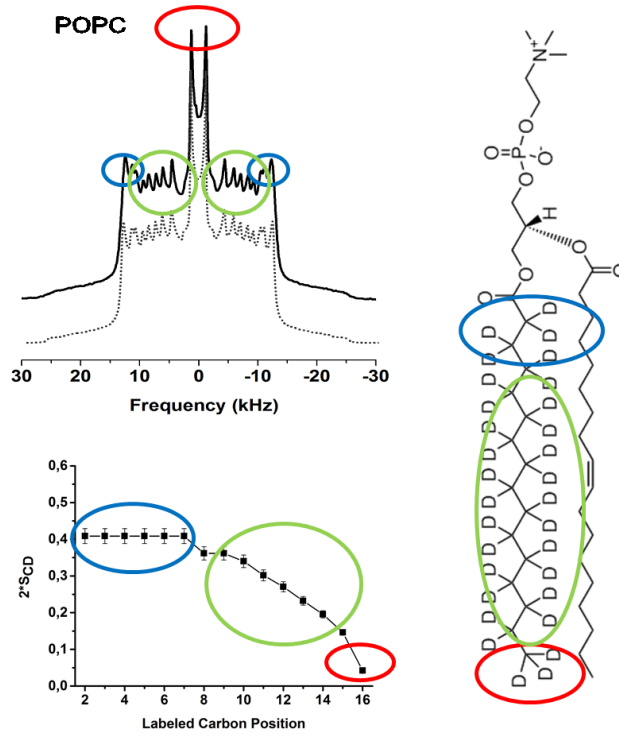 POPC
30 20 10 0 -10 -20 -30
Frequency (kHz)
0,6
0,5
0,4
0,3
0,2
0,1
0,0
2*SCD
2 4 6 8 10 12 14 16
Labeled Carbon Position
N+
O
O=P-O-
O
H
O
O
O
O
D D
D D
D D
D D
D D
D D
D D
D D
D D
D D
D D
D D
D D
D D
D D D